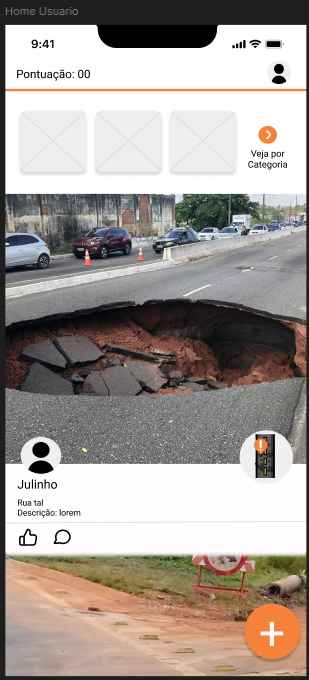 Home Usuario
9:41
Pontuação: 00
Veja por
Categoria
Julinho
Rua tal
Descrição: lorem